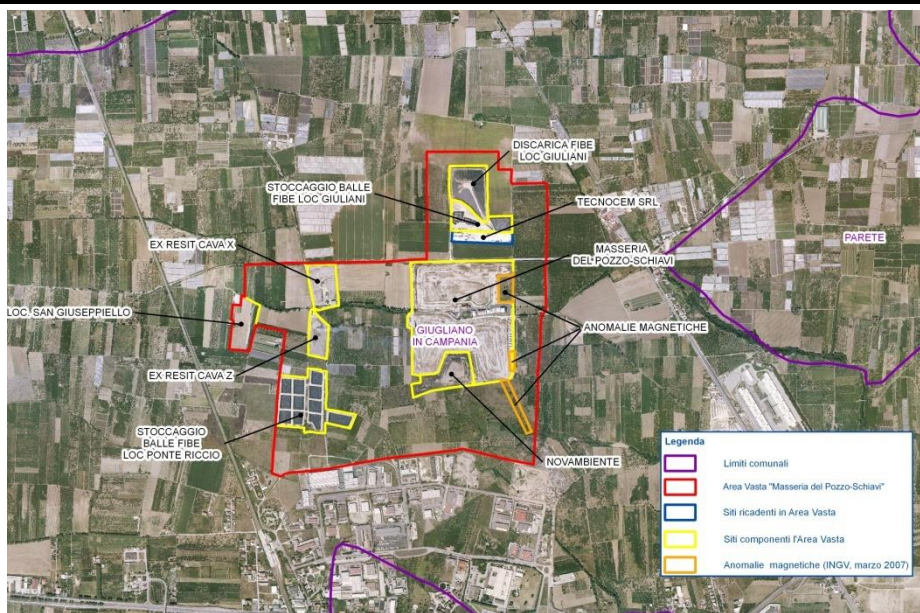 DISCARICA FIBE
LOC GIULIANI
STOCCAGGIO BALLE
FIBE LOC GIULIANI
TECNOCEM SRL
EX RESIT CAVA X
MASSERIA
DEL POZZO-SCHIAVI
PARETE
LOC. SAN GIUSEPPIELLO
GIUGLIANO
IN CAMPANIA
ANOMALIE MAGNETICHE
EX RESIT CAVA Z
STOCCAGGIO
BALLE FIBE
LOC PONTE RICCIO
NOVAMBIENTE
Legenda
Limiti comunali
Area Vasta "Masseria del Pozzo-Schiavi"
Siti ricadenti in Area Vasta
Siti componenti l'Area Vasta
Anomalie magnetiche (INGV, marzo 2007)